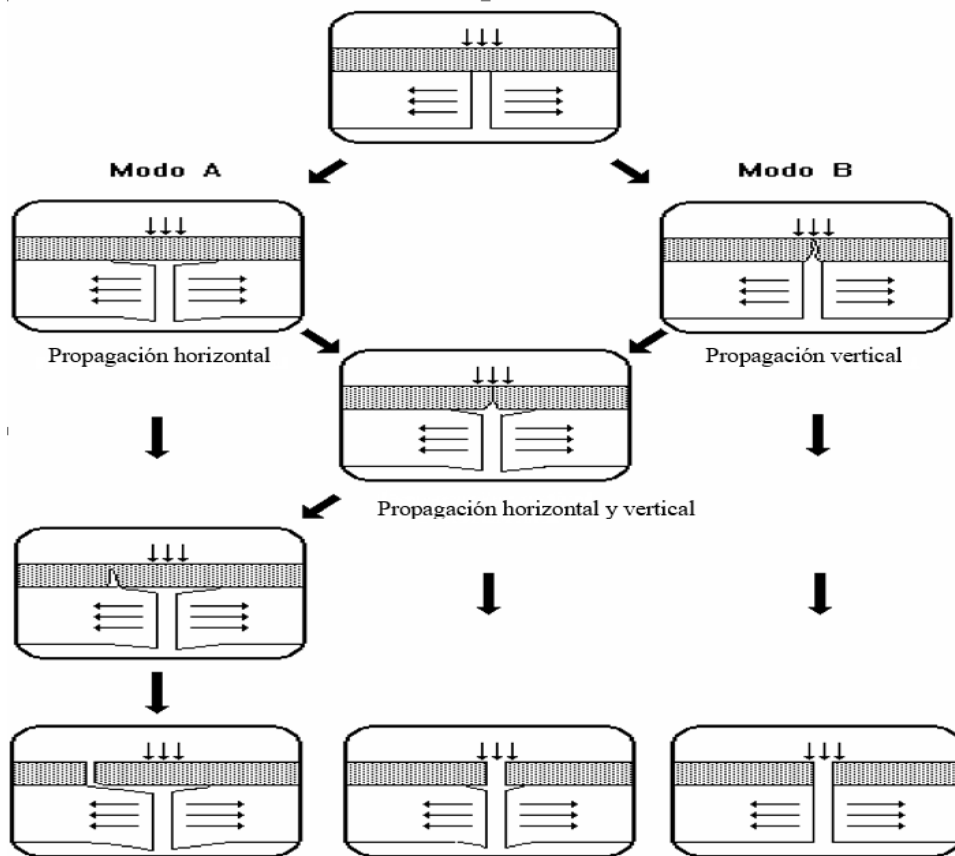 Modo A
Modo B
Propagación horizontal
Propagación vertical
Propagación horizontal y vertical